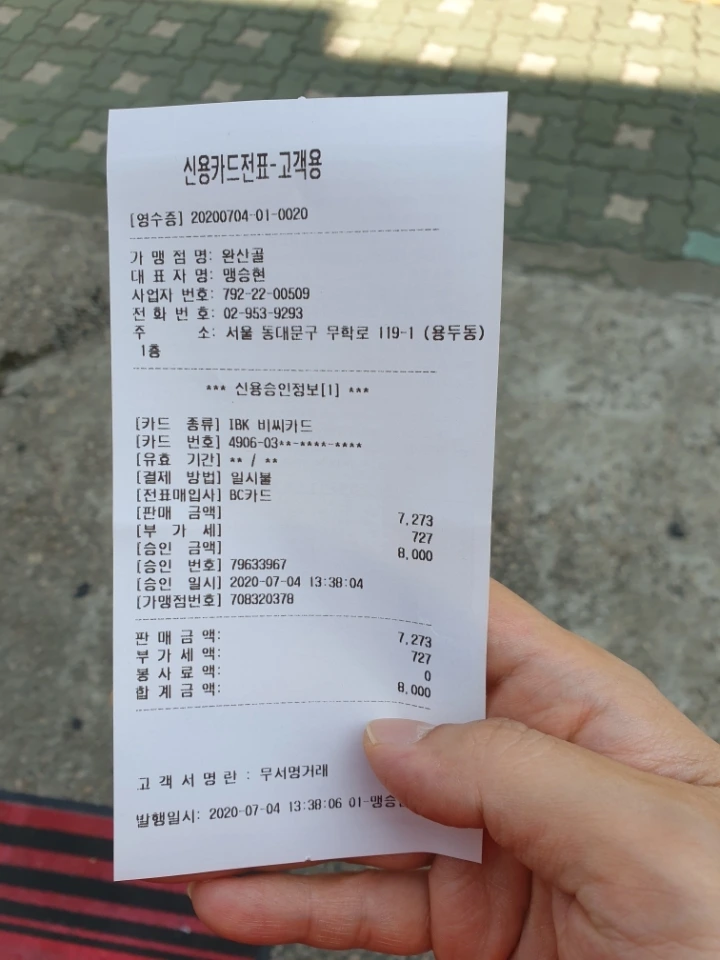 신용카드전표-고객용
[영수증] 20200704-01-0020
가 맹 점 명: 완산골
대 표 자 명: 맹승현
사업자 번호: 792-22-00509
전 화 번 호: 02-953-9293
주 소: 서울 동대문구 무학로 119-1 (용두동)
1층
*** 신용승인정보[1] ***
[카드 종류] IBK 비씨카드
[카드 번호] 4906-03**-****-****
[유효 기간] ** / **
[결제 방법] 일시불
[전표매입사] BC카드
[판매 금액] 7,273
[부 가 세] 727
[승인 금액] 8,000
[승인 번호] 79633967
[승인 일시] 2020-07-04 13:38:04
[가맹점번호] 708320378
판 매 금 액: 7,273
부 가 세 액: 727
봉 사 료 액: 0
합 계 금 액: 8,000
고 객 서 명 란 : 무서명거래
발행일시: 2020-07-04 13:38:06 01-맹승